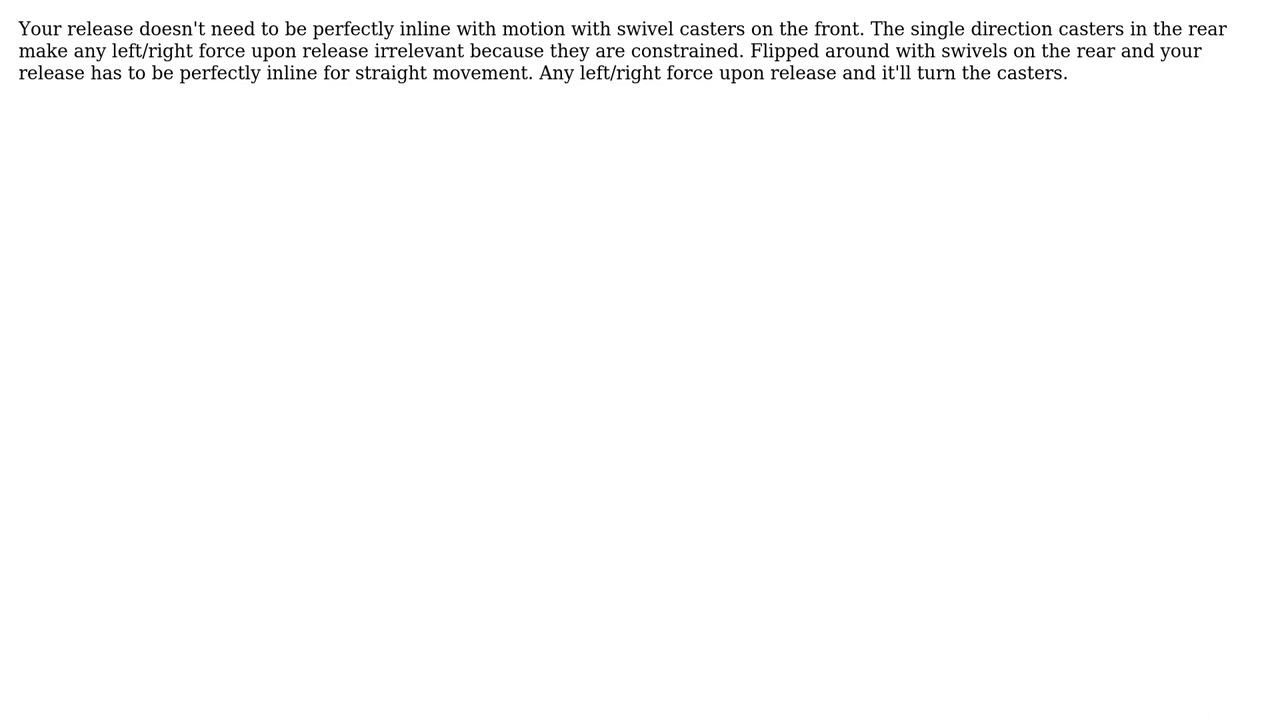 Your release doesn't need to be perfectly inline with motion with swivel casters on the front. The single direction casters in the rear
make any left/right force upon release irrelevant because they are constrained. Flipped around with swivels on the rear and your
release has to be perfectly inline for straight movement. Any left/right force upon release and it'll turn the casters.